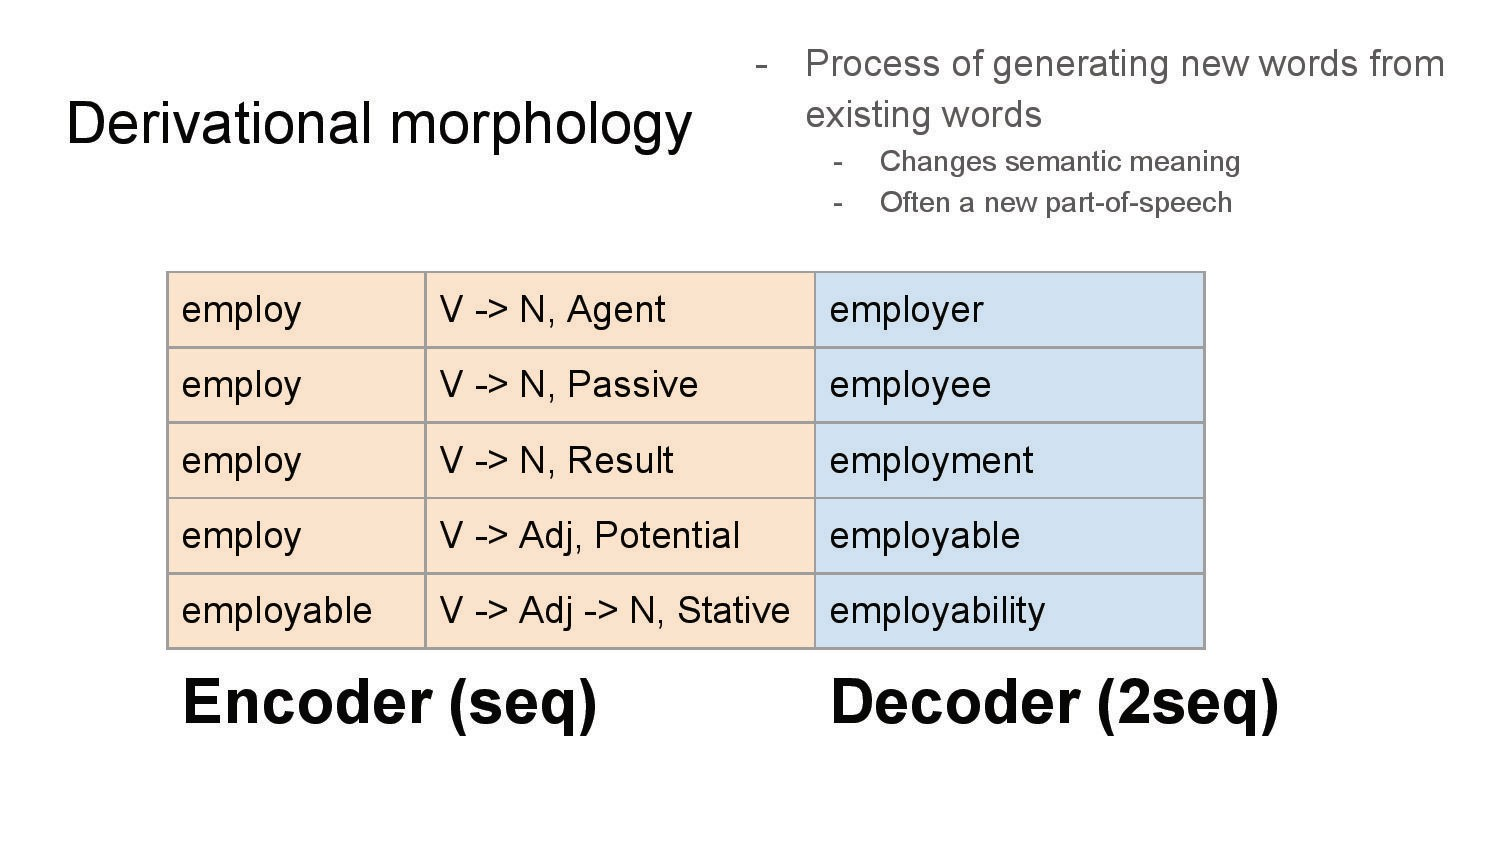 Derivational morphology
- Process of generating new words from
existing words
- Changes semantic meaning
- Often a new part-of-speech
employ V -> N, Agent employer
employ V -> N, Passive employee
employ V -> N, Result employment
employ V -> Adj, Potential employable
employable V -> Adj -> N, Stative employability
Encoder (seq) Decoder (2seq)